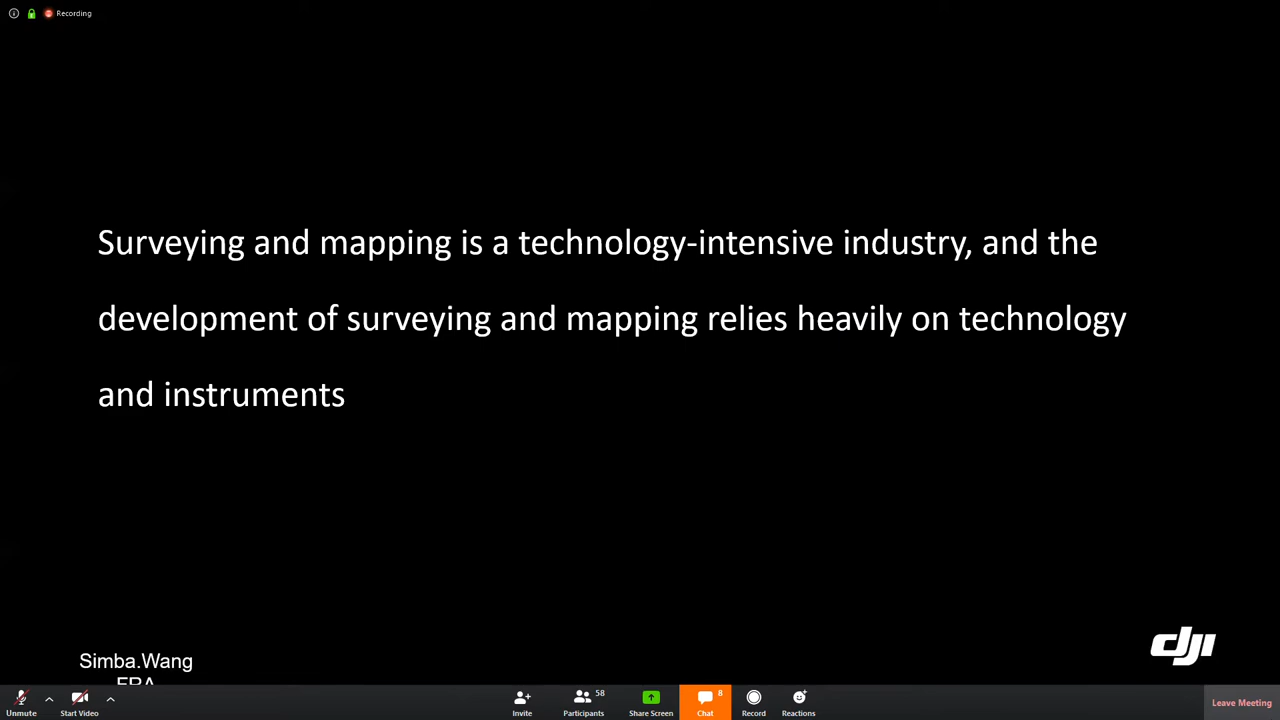 Recording
Surveying and mapping is a technology-intensive industry, and the
development of surveying and mapping relies heavily on technology
and instruments
dji
Simba.Wang
58
8
Unmute
Start Video
Invite
Participants
Share Screen
Chat
Record
Reactions
Leave Meeting